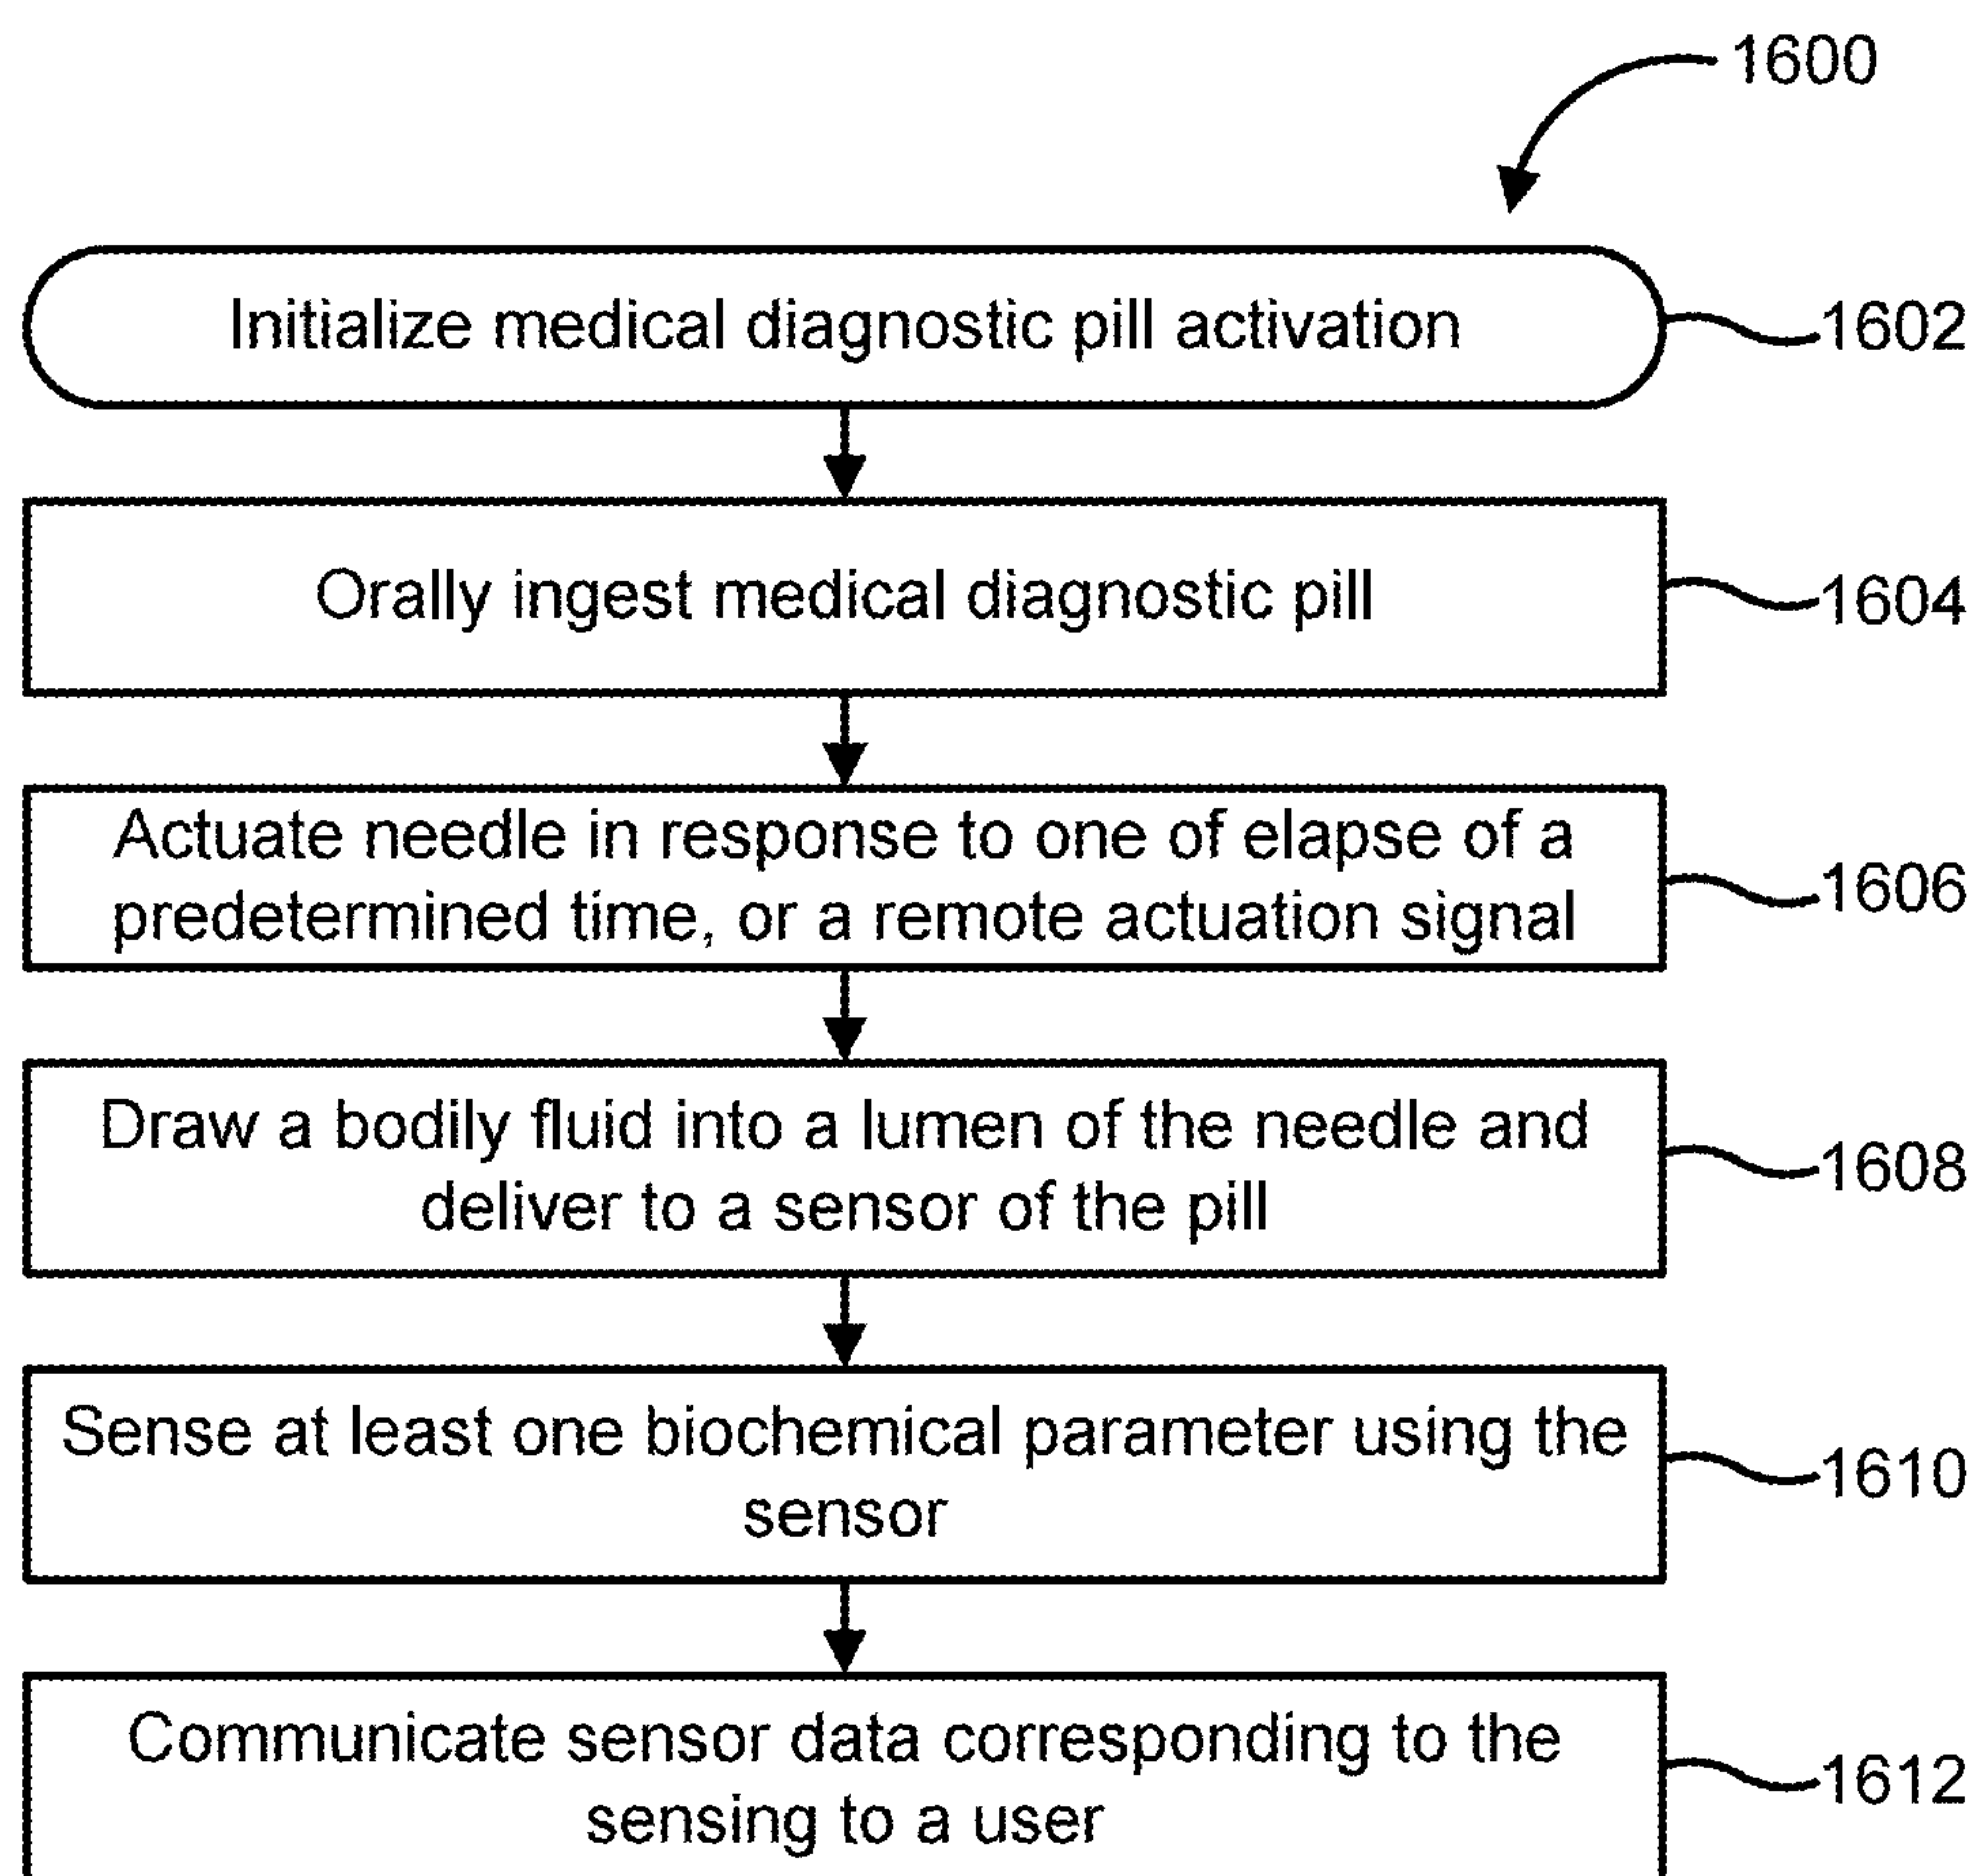 1600
Initialize medical diagnostic pill activation
1602
Orally ingest medical diagnostic pill
1604
Actuate needle in response to one of elapse of a
predetermined time, or a remote actuation signal
1606
Draw a bodily fluid into a lumen of the needle and
deliver to a sensor of the pill
1608
Sense at least one biochemical parameter using the
sensor
1610
Communicate sensor data corresponding to the
sensing to a user
1612